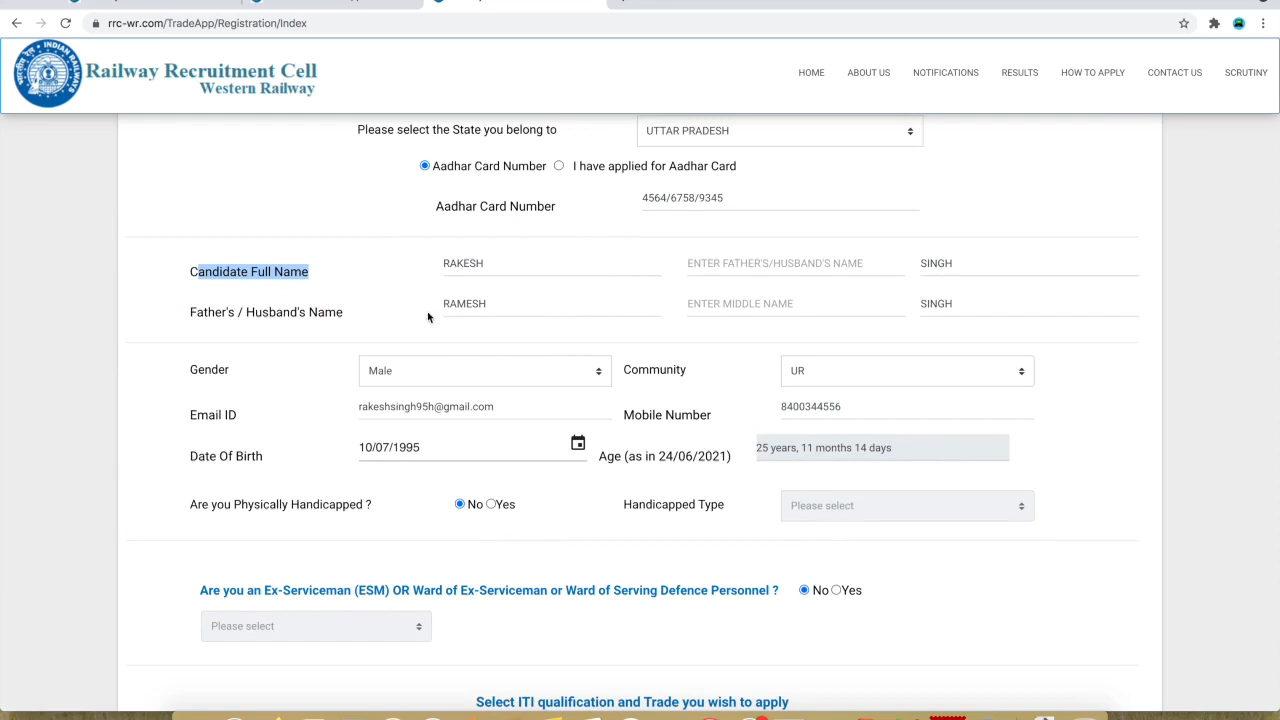 rrc-wr.com/TradeApp/Registration/Index
INDIAN RAILWAYS
Railway Recruitment Cell
Western Railway
HOME ABOUT US NOTIFICATIONS RESULTS HOW TO APPLY CONTACT US SCRUTINY
Please select the State you belong to UTTAR PRADESH
Aadhar Card Number I have applied for Aadhar Card
Aadhar Card Number 4564/6758/9345
Candidate Full Name RAKESH ENTER FATHER'S/HUSBAND'S NAME SINGH
Father's / Husband's Name RAMESH ENTER MIDDLE NAME SINGH
Gender Male Community UR
Email ID rakeshsingh95h@gmail.com Mobile Number 8400344556
Date Of Birth 10/07/1995 Age (as in 24/06/2021) 25 years, 11 months 14 days
Are you Physically Handicapped ? No Yes Handicapped Type Please select
Are you an Ex-Serviceman (ESM) OR Ward of Ex-Serviceman or Ward of Serving Defence Personnel ? No Yes
Please select
Select ITI qualification and Trade you wish to apply